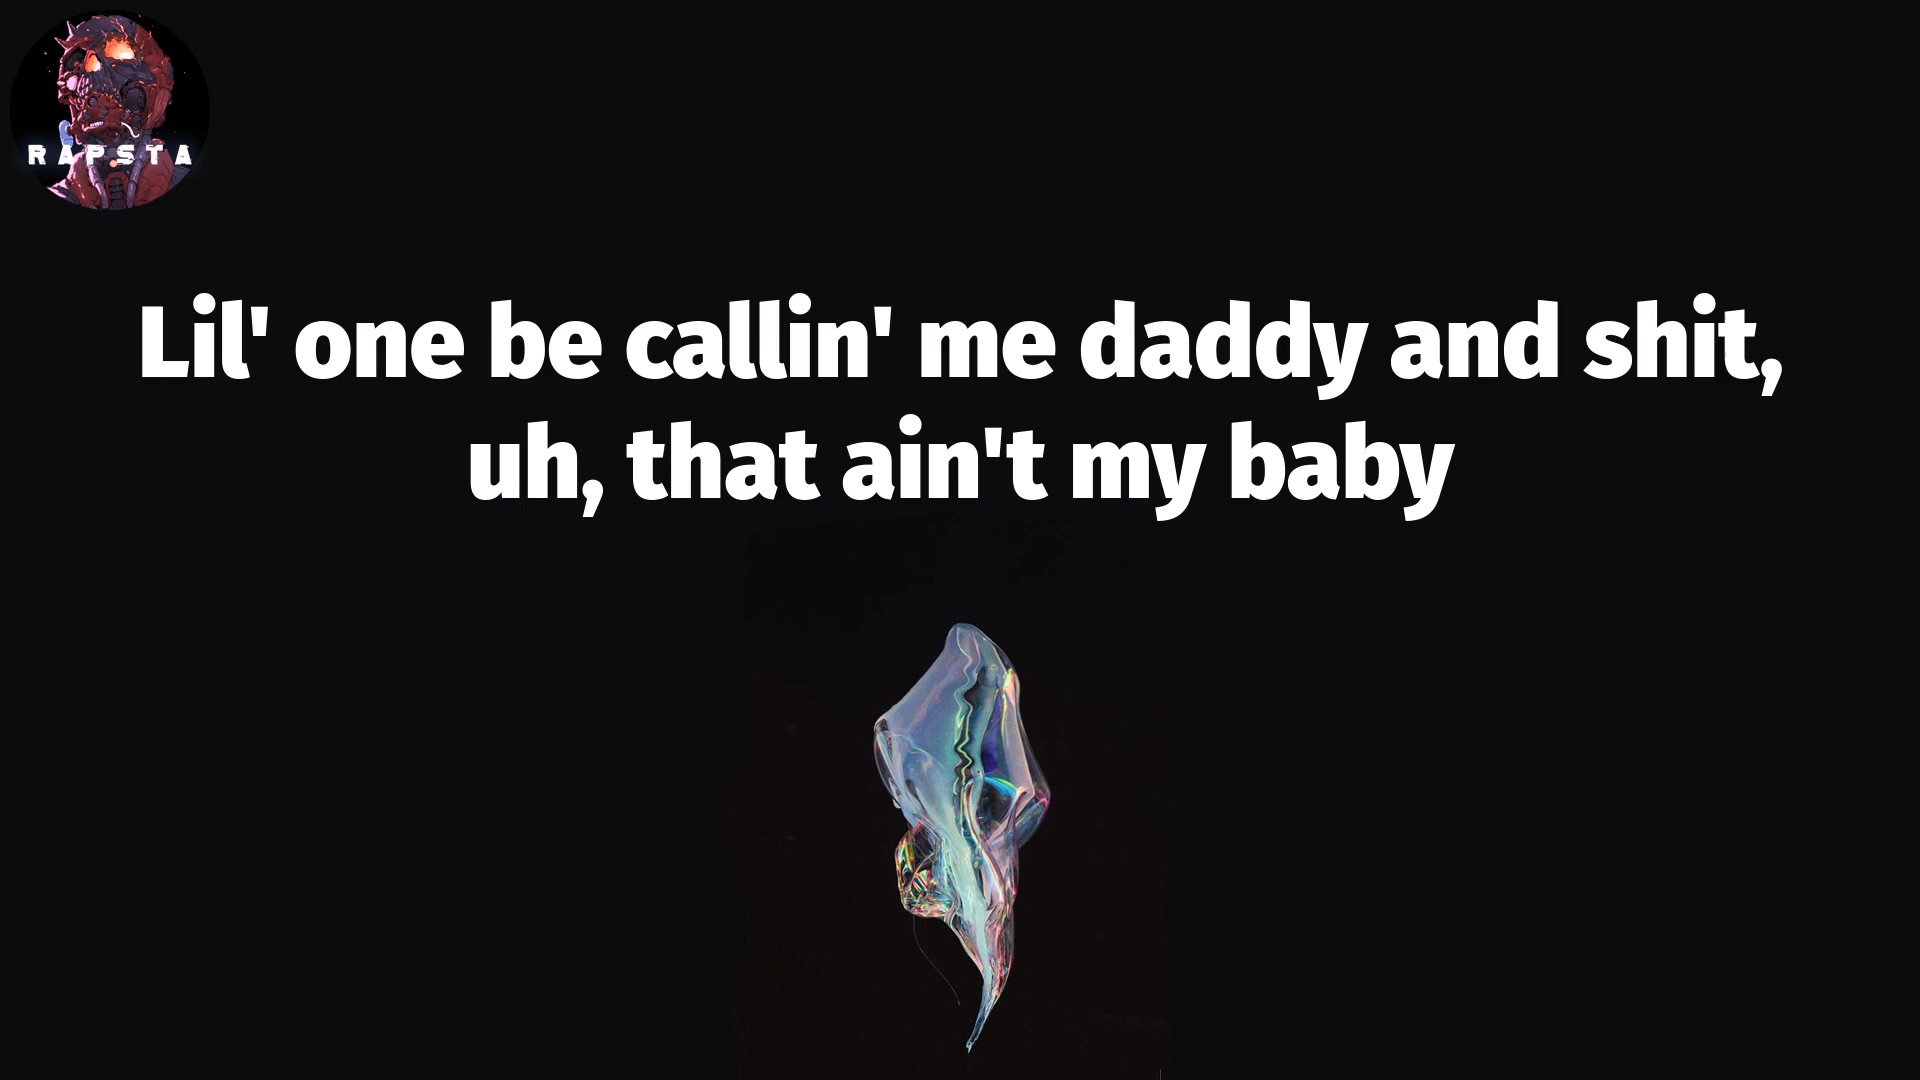 RAPSTA
Lil' one be callin' me daddy and shit,
uh, that ain't my baby